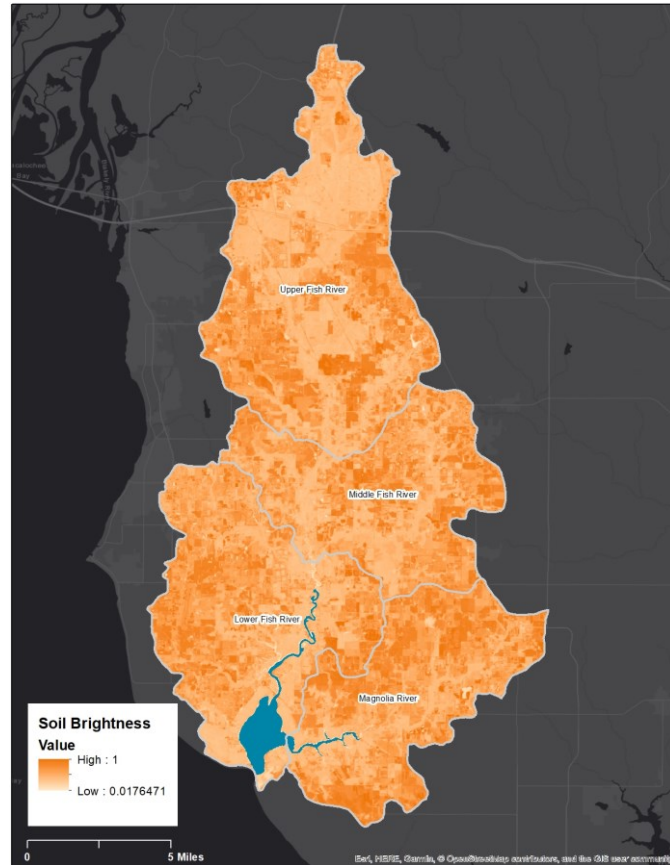 Upper Fish River
Middle Fish River
Lower Fish River
Magnolia River
Soil Brightness
Value
High : 1
Low : 0.0176471
0
5 Miles
Esri, HERE, Garmin, © OpenStreetMap contributors, and the GIS user communit